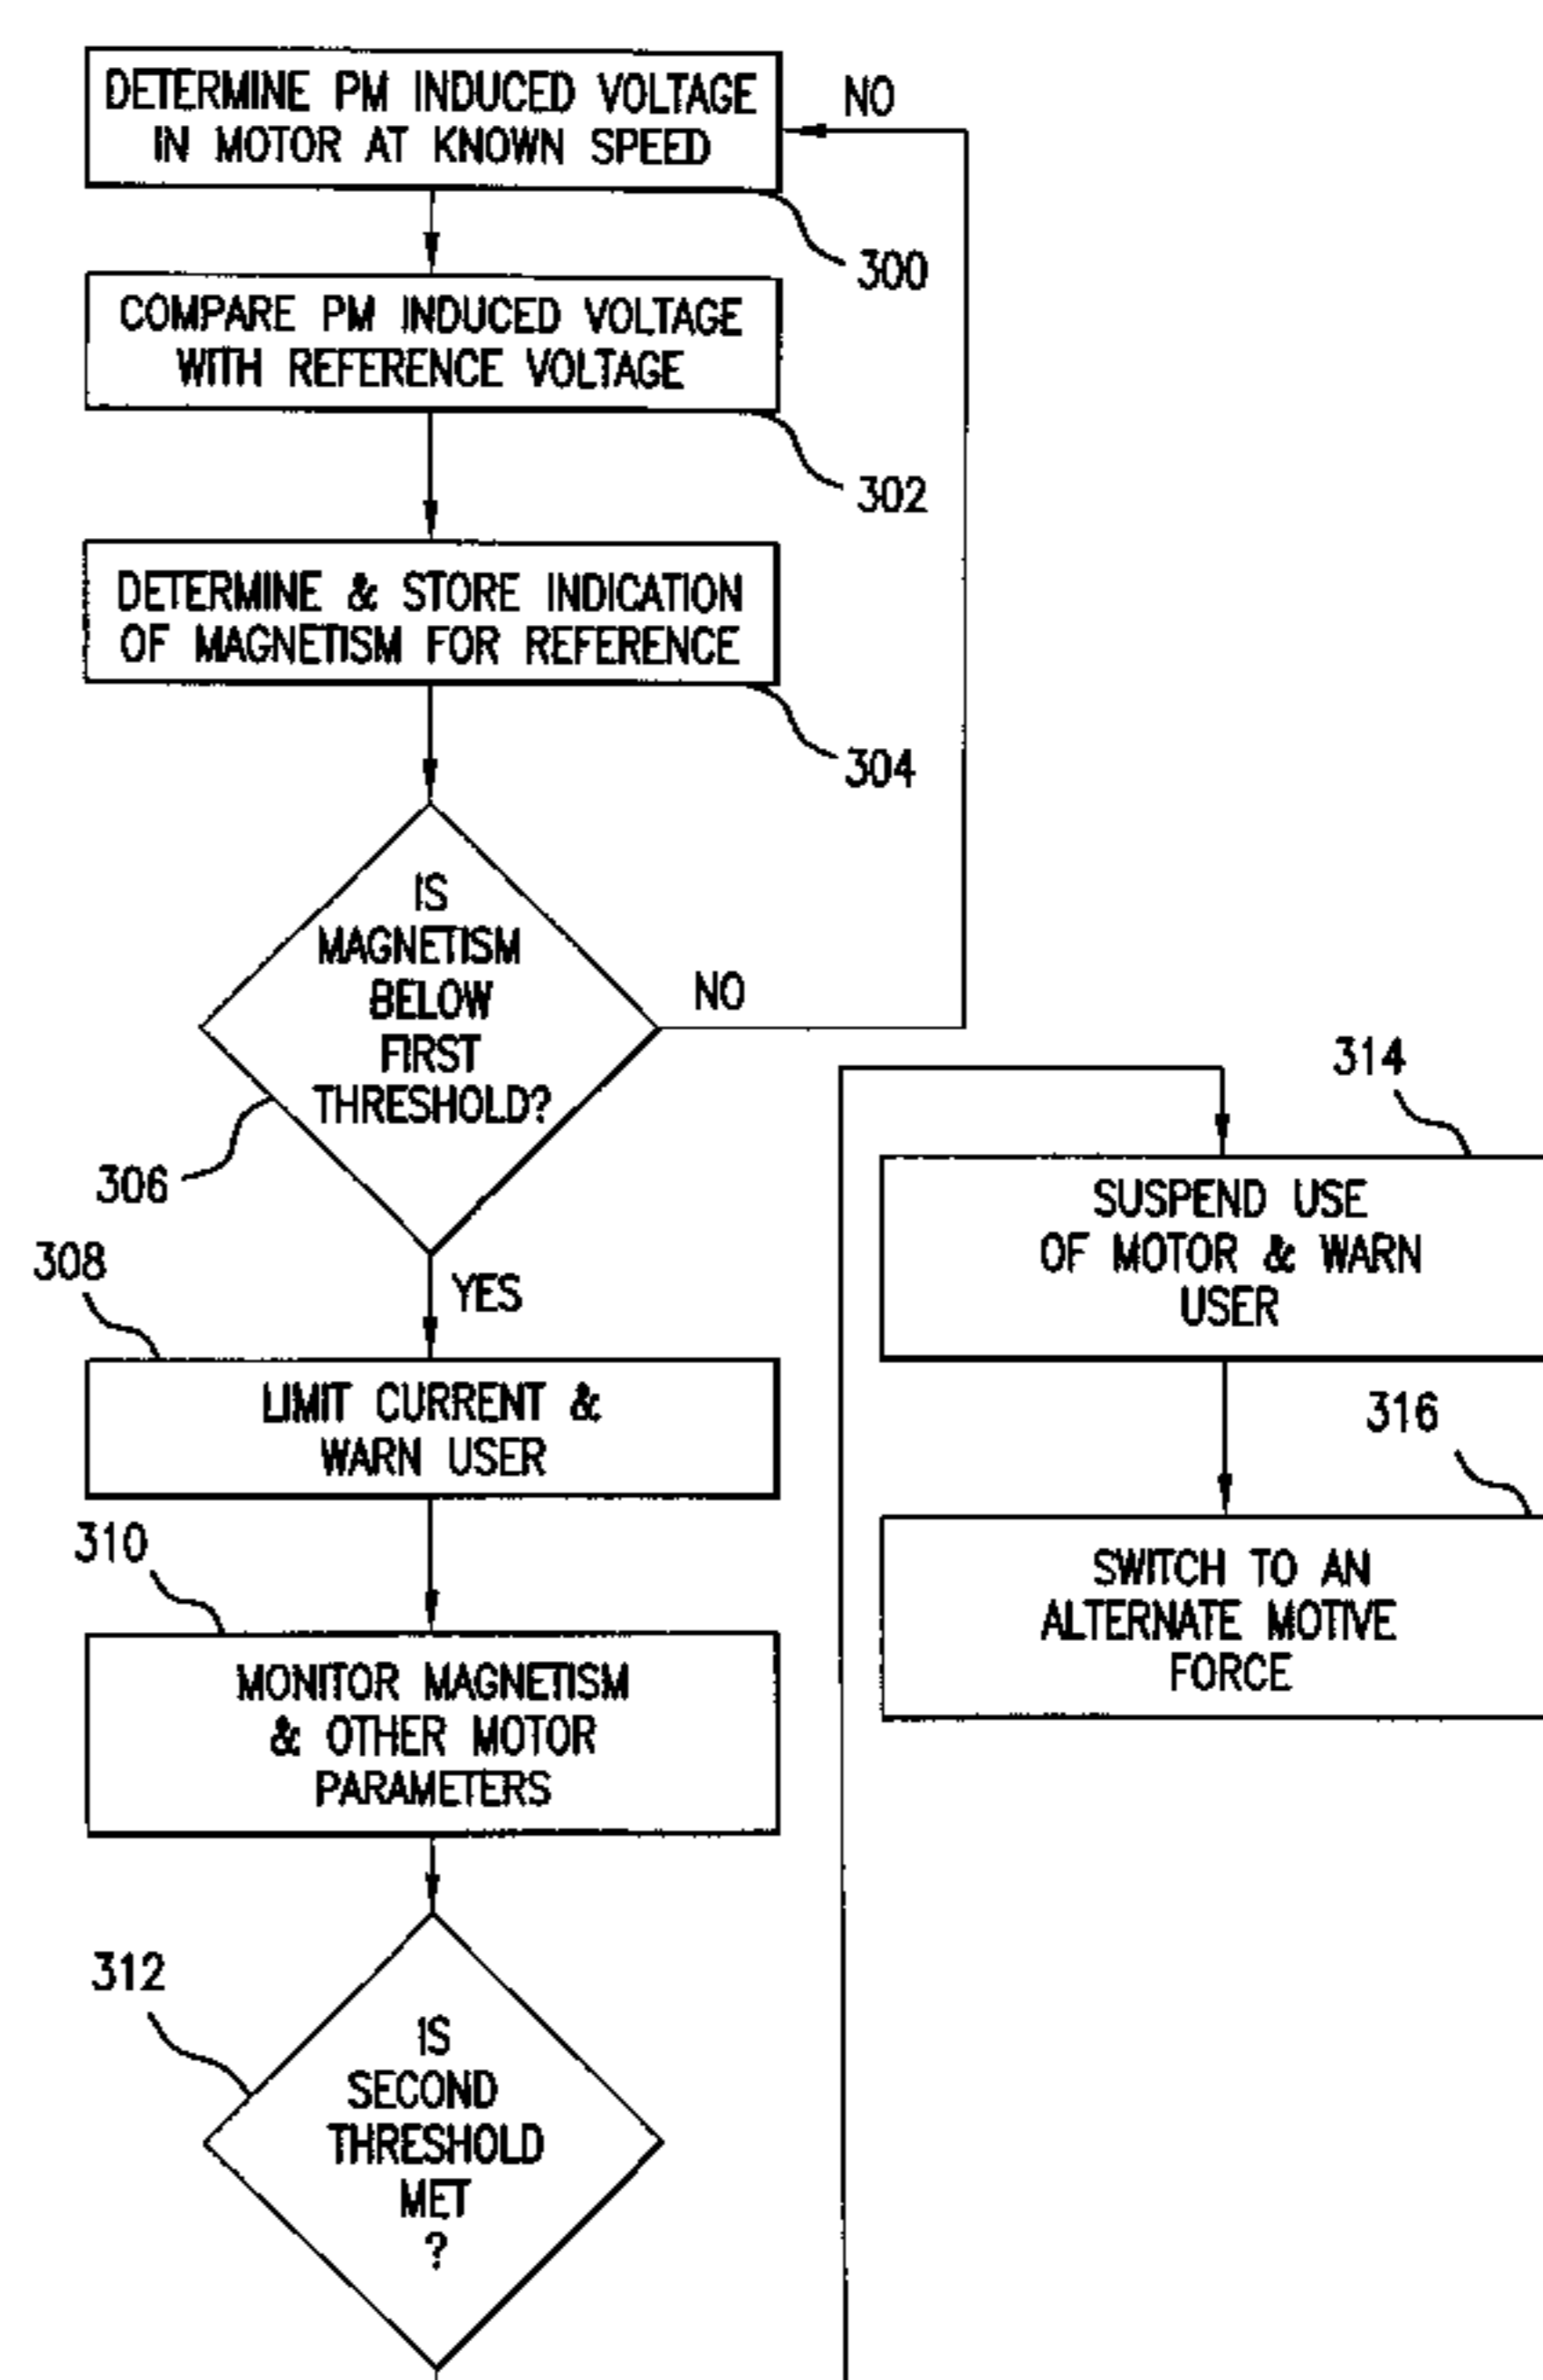 DETERMINE PM INDUCED VOLTAGE
IN MOTOR AT KNOWN SPEED
NO
300
COMPARE PM INDUCED VOLTAGE
WITH REFERENCE VOLTAGE
302
DETERMINE & STORE INDICATION
OF MAGNETISM FOR REFERENCE
304
IS
MAGNETISM
BELOW
FIRST
THRESHOLD?
NO
306
YES
308
LIMIT CURRENT &
WARN USER
310
MONITOR MAGNETISM
& OTHER MOTOR
PARAMETERS
312
IS
SECOND
THRESHOLD
MET
?
314
SUSPEND USE
OF MOTOR & WARN
USER
316
SWITCH TO AN
ALTERNATE MOTIVE
FORCE